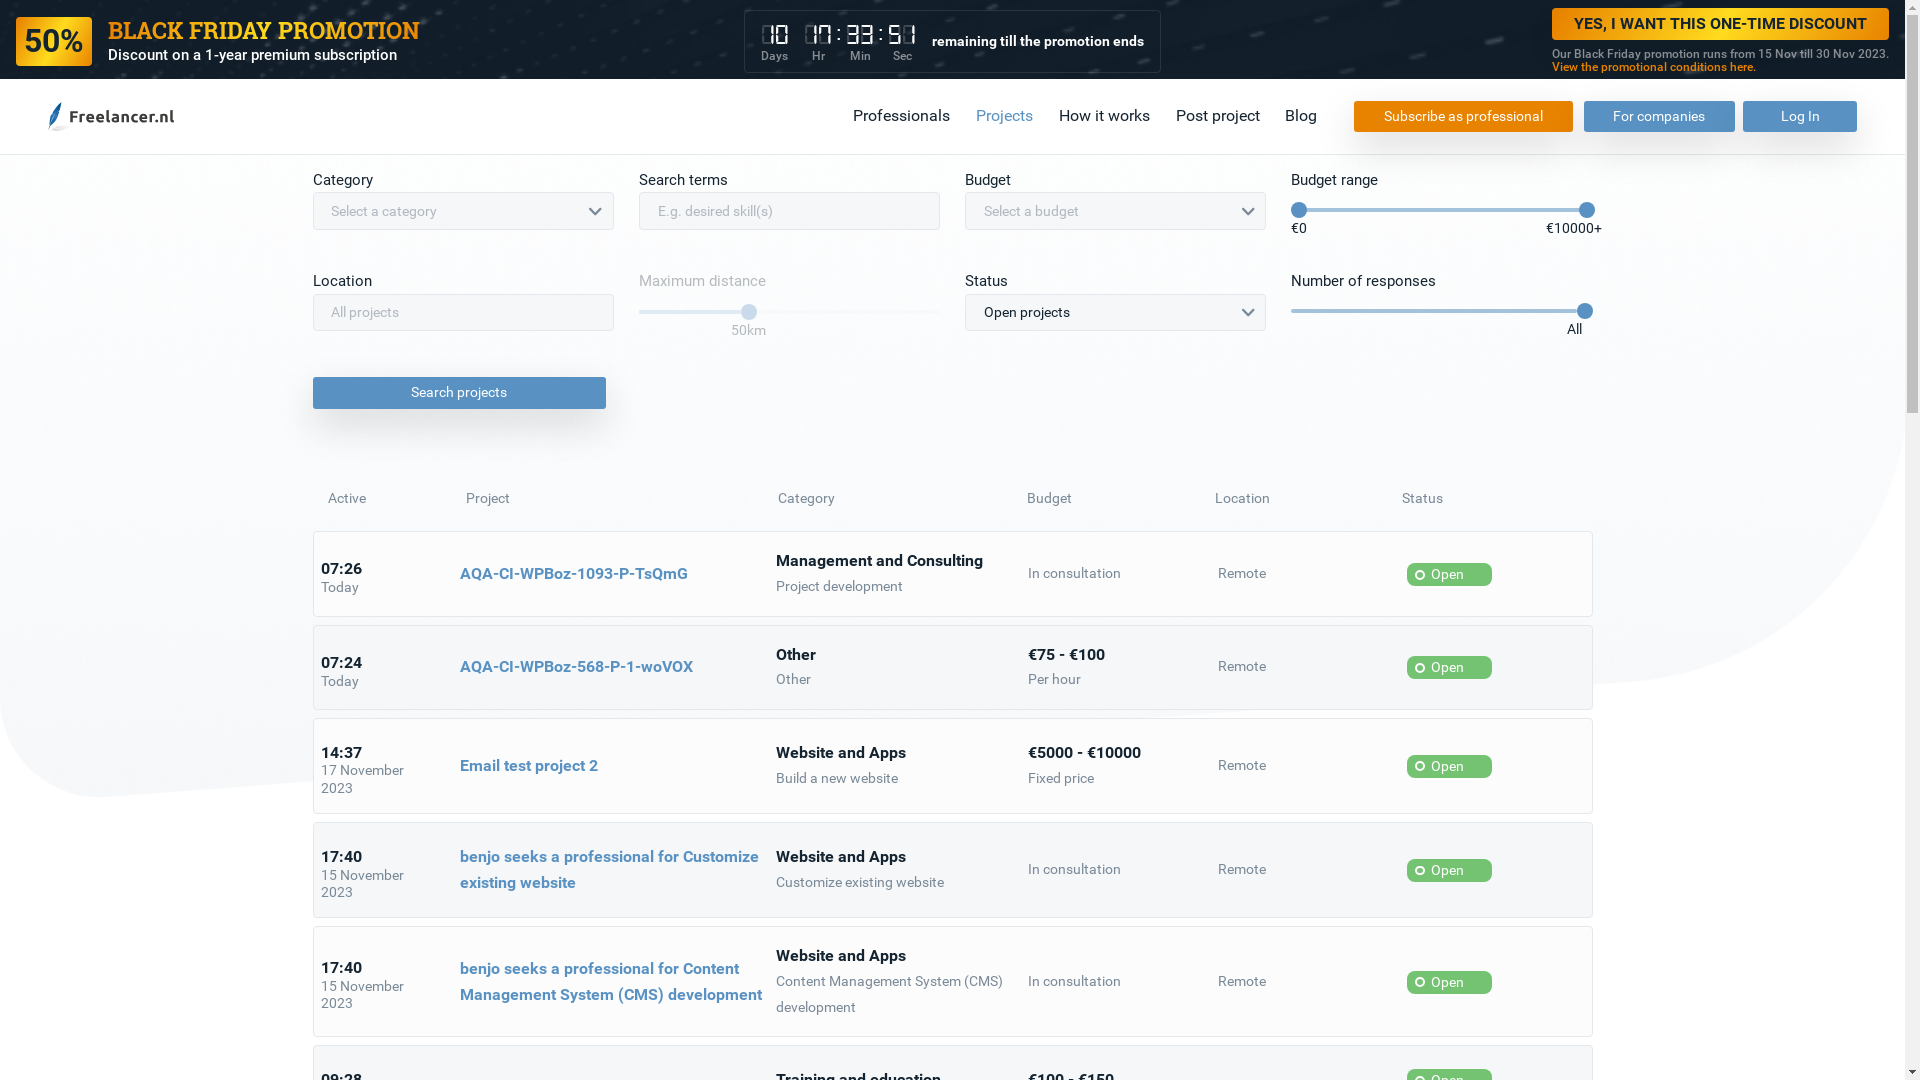 50%
BLACK FRIDAY PROMOTION
Discount on a 1-year premium subscription
10 17:33:51
Days Hr Min Sec
remaining till the promotion ends
YES, I WANT THIS ONE-TIME DISCOUNT
Our Black Friday promotion runs from 15 Nov till 30 Nov 2023.
View the promotional conditions here.
Freelancer.nl
Professionals Projects How it works Post project Blog
Subscribe as professional For companies Log In
Category Search terms Budget Budget range
Select a category E.g. desired skill(s) Select a budget
€0 €10000+
Location Maximum distance Status Number of responses
All projects Open projects
50km All
Search projects
Active Project Category Budget Location Status
07:26
Today
AQA-CI-WPBoz-1093-P-TsQmG
Management and Consulting
Project development
In consultation
Remote
Open
07:24
Today
AQA-CI-WPBoz-568-P-1-woVOX
Other
Other
€75 - €100
Per hour
Remote
Open
14:37
17 November
2023
Email test project 2
Website and Apps
Build a new website
€5000 - €10000
Fixed price
Remote
Open
17:40
15 November
2023
benjo seeks a professional for Customize
existing website
Website and Apps
Customize existing website
In consultation
Remote
Open
17:40
15 November
2023
benjo seeks a professional for Content
Management System (CMS) development
Website and Apps
Content Management System (CMS)
development
In consultation
Remote
Open
09:28
Training and education
€100 - €150
Open